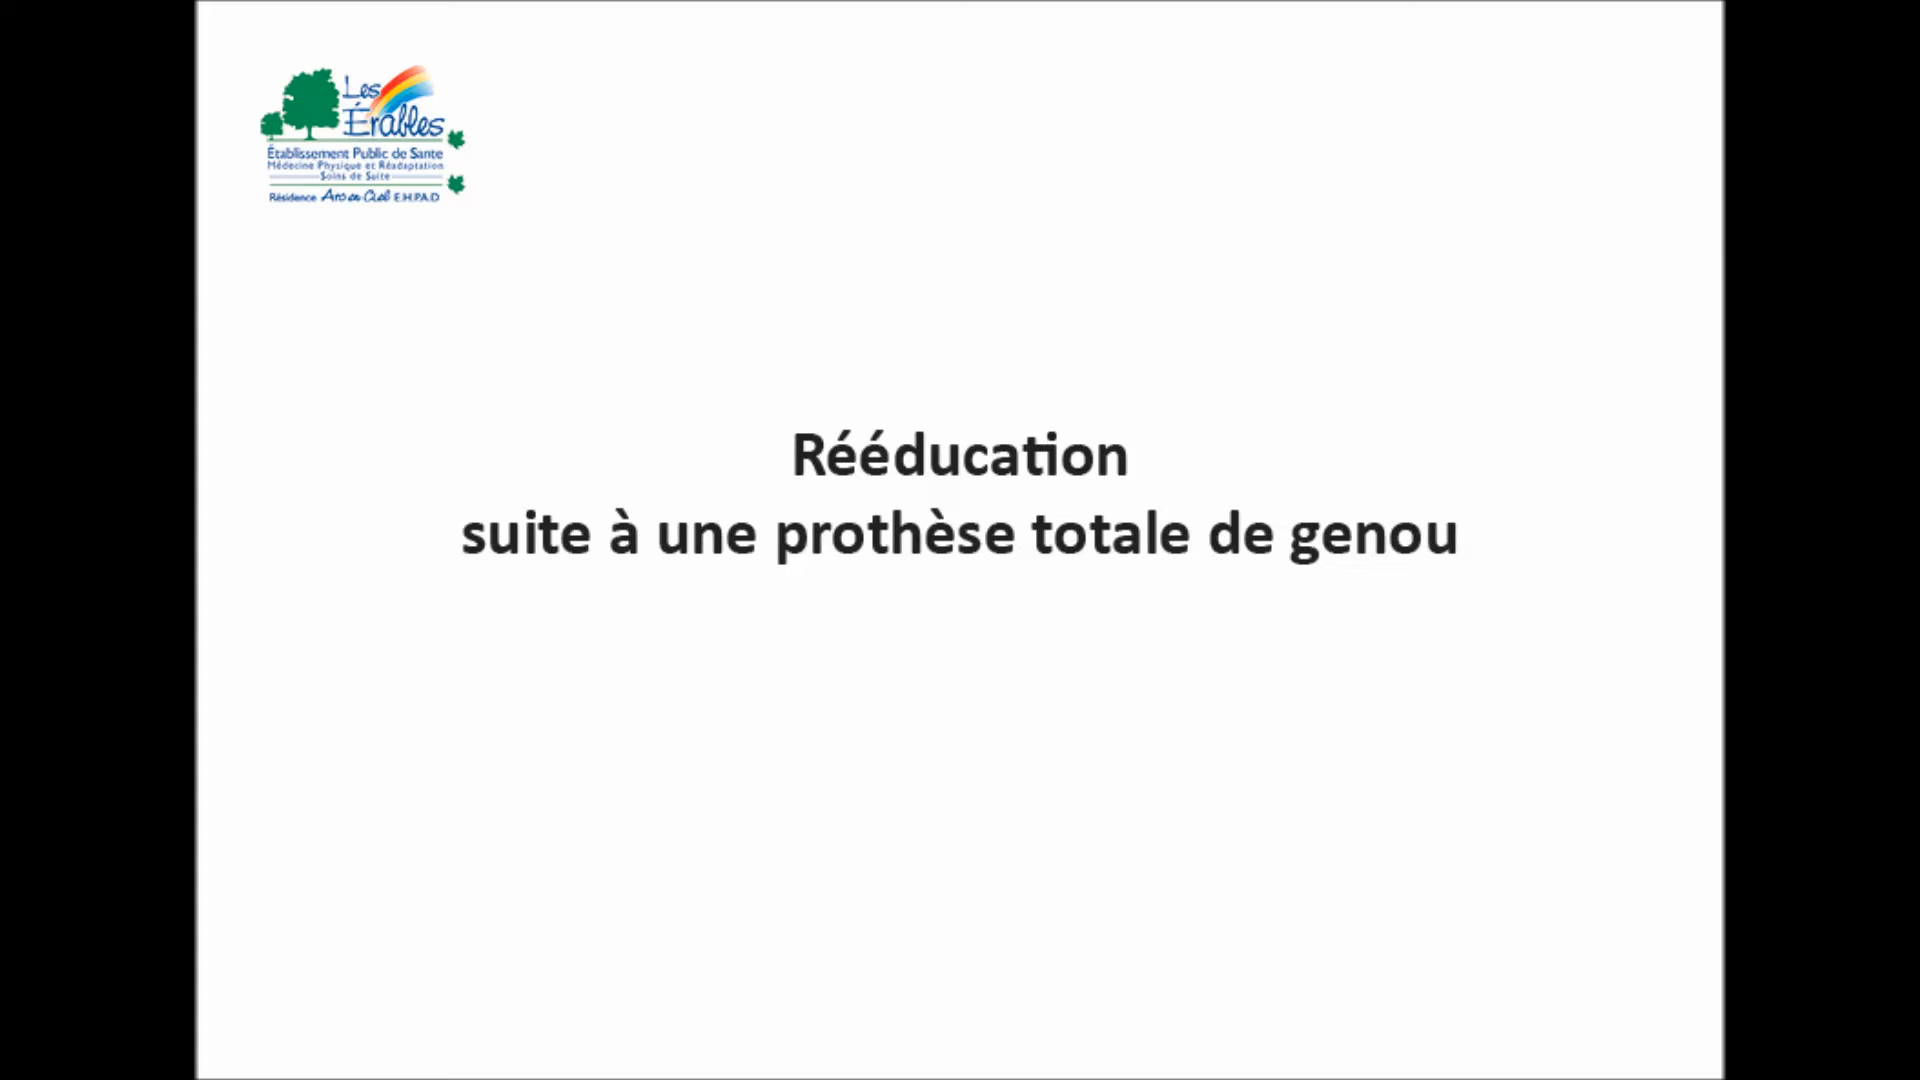 Les
Érables
Établissement Public de Sante
Médecine Physique et Réadaptation
Soins de Suite
Résidence Arc en Ciel E.H.P.A.D
Rééducation
suite à une prothèse totale de genou